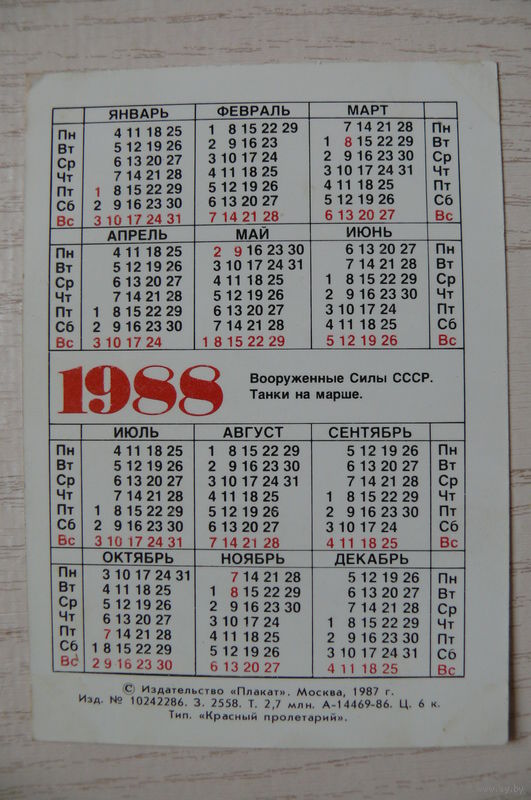 ЯНВАРЬ ФЕВРАЛЬ МАРТ
Пн 4 11 18 25 1 8 15 22 29 7 14 21 28 Пн
Вт 5 12 19 26 2 9 16 23 1 8 15 22 29 Вт
Ср 6 13 20 27 3 10 17 24 2 9 16 23 30 Ср
Чт 7 14 21 28 4 11 18 25 3 10 17 24 31 Чт
Пт 1 8 15 22 29 5 12 19 26 4 11 18 25 Пт
Сб 2 9 16 23 30 6 13 20 27 5 12 19 26 Сб
Вс 3 10 17 24 31 7 14 21 28 6 13 20 27 Вс
АПРЕЛЬ МАЙ ИЮНЬ
Пн 4 11 18 25 2 9 16 23 30 6 13 20 27 Пн
Вт 5 12 19 26 3 10 17 24 31 7 14 21 28 Вт
Ср 6 13 20 27 4 11 18 25 1 8 15 22 29 Ср
Чт 7 14 21 28 5 12 19 26 2 9 16 23 30 Чт
Пт 1 8 15 22 29 6 13 20 27 3 10 17 24 Пт
Сб 2 9 16 23 30 7 14 21 28 4 11 18 25 Сб
Вс 3 10 17 24 1 8 15 22 29 5 12 19 26 Вс
1988 Вооруженные Силы СССР.
Танки на марше.
ИЮЛЬ АВГУСТ СЕНТЯБРЬ
Пн 4 11 18 25 1 8 15 22 29 5 12 19 26 Пн
Вт 5 12 19 26 2 9 16 23 30 6 13 20 27 Вт
Ср 6 13 20 27 3 10 17 24 31 7 14 21 28 Ср
Чт 7 14 21 28 4 11 18 25 1 8 15 22 29 Чт
Пт 1 8 15 22 29 5 12 19 26 2 9 16 23 30 Пт
Сб 2 9 16 23 30 6 13 20 27 3 10 17 24 Сб
Вс 3 10 17 24 31 7 14 21 28 4 11 18 25 Вс
ОКТЯБРЬ НОЯБРЬ ДЕКАБРЬ
Пн 3 10 17 24 31 7 14 21 28 5 12 19 26 Пн
Вт 4 11 18 25 1 8 15 22 29 6 13 20 27 Вт
Ср 5 12 19 26 2 9 16 23 30 7 14 21 28 Ср
Чт 6 13 20 27 3 10 17 24 1 8 15 22 29 Чт
Пт 7 14 21 28 4 11 18 25 2 9 16 23 30 Пт
Сб 1 8 15 22 29 5 12 19 26 3 10 17 24 31 Сб
Вс 2 9 16 23 30 6 13 20 27 4 11 18 25 Вс
© Издательство «Плакат». Москва, 1987 г.
Изд. № 10242286. З. 2558. Т. 2,7 млн. А-14469-86. Ц. 6 к.
Тип. «Красный пролетарий».